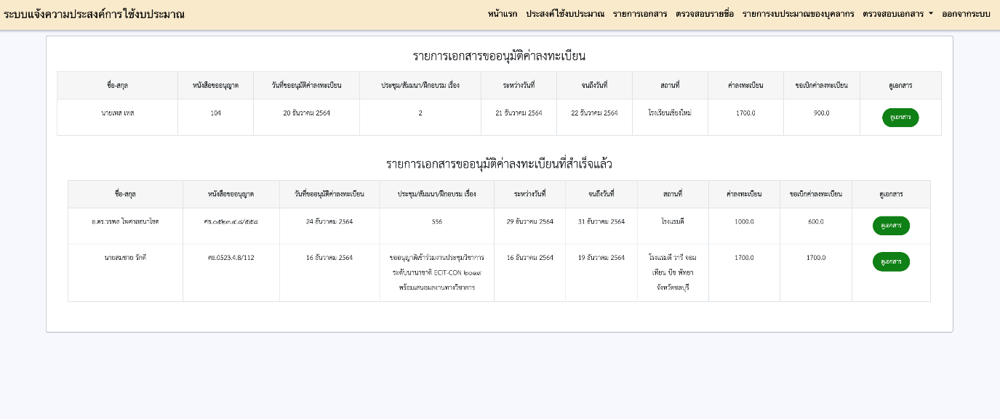 ระบบแจ้งความประสงค์การใช้งบประมาณ
หน้าแรก ประสงค์ใช้งบประมาณ รายการเอกสาร ตรวจสอบรายชื่อ รายการงบประมาณของบุคลากร ตรวจสอบเอกสาร ออกจากระบบ
รายการเอกสารขออนุมัติค่าลงทะเบียน
ชื่อ-สกุล หนังสือขออนุญาต วันที่ขออนุมัติค่าลงทะเบียน ประชุม/สัมมนา/ฝึกอบรม เรื่อง ระหว่างวันที่ จนถึงวันที่ สถานที่ ค่าลงทะเบียน ขอเบิกค่าลงทะเบียน ดูเอกสาร
นายเทส เทส 104 20 ธันวาคม 2564 2 21 ธันวาคม 2564 22 ธันวาคม 2564 โรงเรียนเชียงใหม่ 1700.0 900.0 ดูเอกสาร
รายการเอกสารขออนุมัติค่าลงทะเบียนที่สำเร็จแล้ว
ชื่อ-สกุล หนังสือขออนุญาต วันที่ขออนุมัติค่าลงทะเบียน ประชุม/สัมมนา/ฝึกอบรม เรื่อง ระหว่างวันที่ จนถึงวันที่ สถานที่ ค่าลงทะเบียน ขอเบิกค่าลงทะเบียน ดูเอกสาร
อ.ดร.วรพล ไพศาลธนาโชต ศธ.๐๕๒๓.๔.๘/๕๕๘ 24 ธันวาคม 2564 556 29 ธันวาคม 2564 31 ธันวาคม 2564 โรงแรมดี 1000.0 600.0 ดูเอกสาร
นายสมชาย รักดี ศธ.0523.4.8/112 16 ธันวาคม 2564 ขออนุญาติเข้าร่วมงานประชุมวิชาการ 16 ธันวาคม 2564 19 ธันวาคม 2564 โรงแรมดี วารี จอม 1700.0 1700.0 ดูเอกสาร
ระดับนานาชาติ ECIT-CON ๒๐๑๙ เทียน บีช พัทยา
พร้อมเสนอผลงานทางวิชาการ จังหวัดชลบุรี